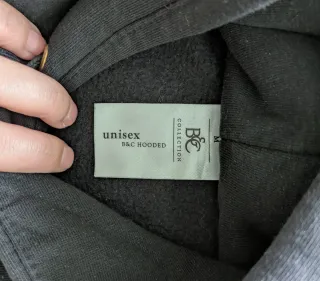 unisex
B&C HOODED
B&C
COLLECTION
M